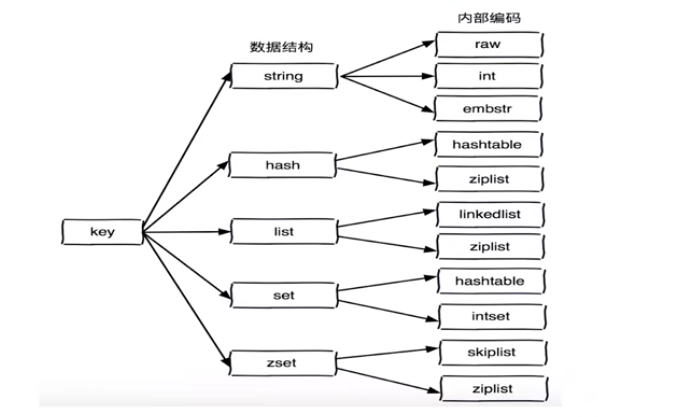 内部编码
数据结构
raw
string
int
embstr
hashtable
hash
ziplist
linkedlist
key
list
ziplist
hashtable
set
intset
skiplist
zset
ziplist